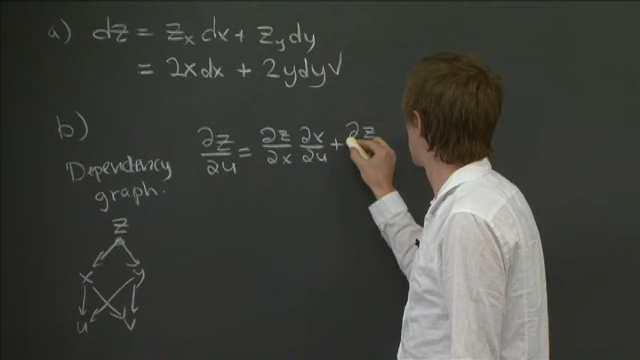 a) dz = z_x dx + z_y dy
= 2x dx + 2y dy √
b) ∂z/∂u = ∂z/∂x ∂x/∂u + ∂z
Dependency
graph.
z
x y
u v